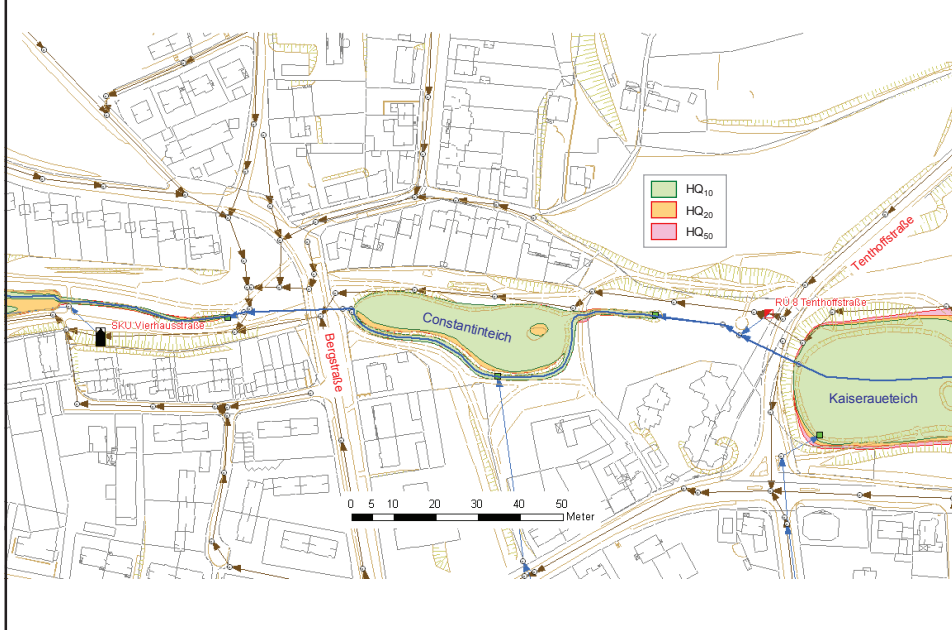 HQ10
HQ20
HQ50
Tenthoffstraße
RÜ 8 Tenthoffstraße
SKU Vierhausstraße
Constantinteich
Bergstraße
Kaiseraueteich
0 5 10 20 30 40 50
Meter